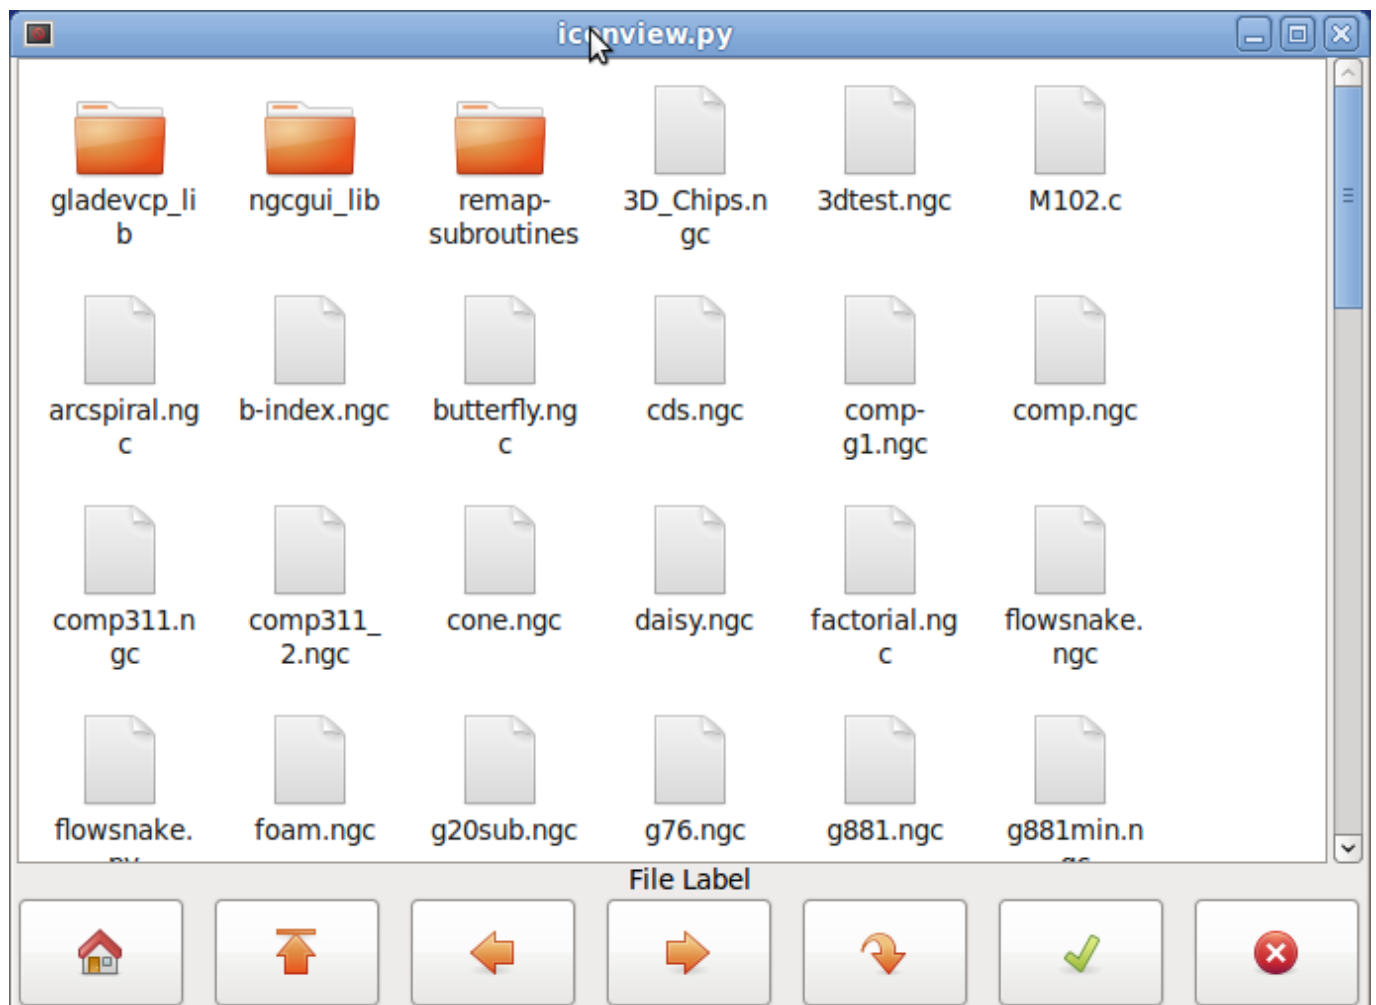 iconview.py
gladevcp_li
b
ngcgui_lib
remap-
subroutines
3D_Chips.n
gc
3dtest.ngc
M102.c
arcspiral.ng
c
b-index.ngc
butterfly.ng
c
cds.ngc
comp-
g1.ngc
comp.ngc
comp311.n
gc
comp311_
2.ngc
cone.ngc
daisy.ngc
factorial.ng
c
flowsnake.
ngc
flowsnake.
foam.ngc
g20sub.ngc
g76.ngc
g881.ngc
g881min.n
File Label